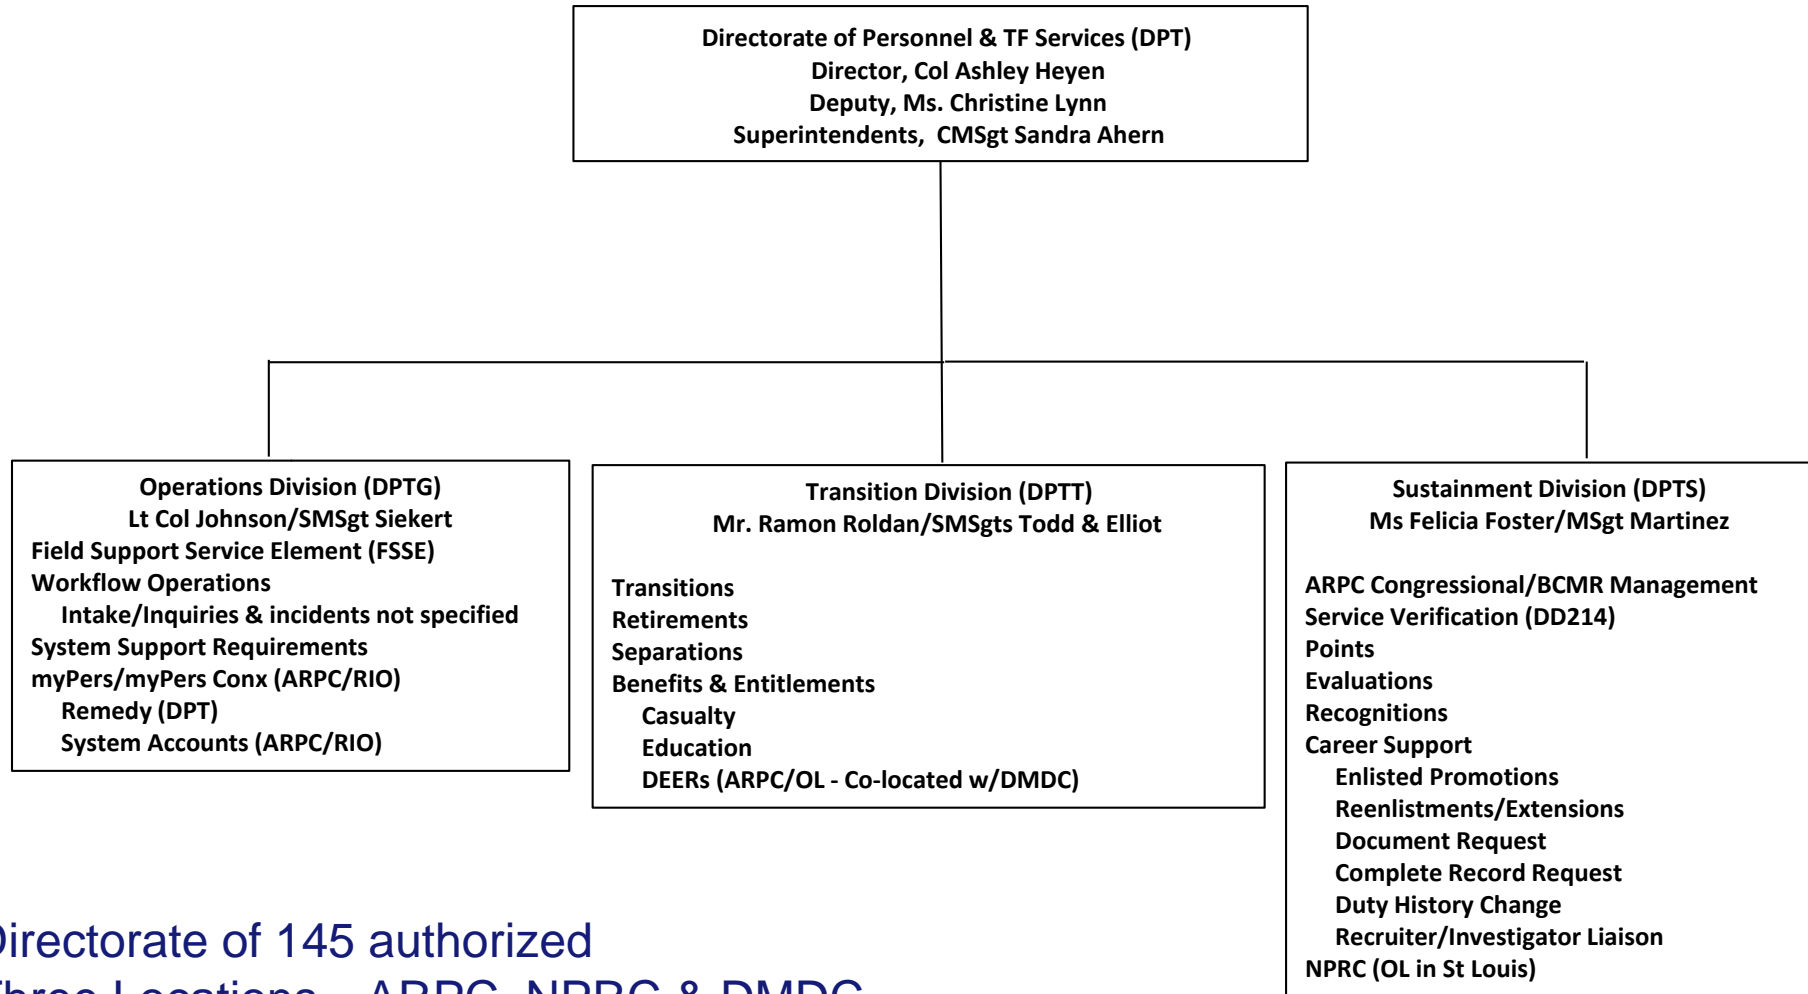 Directorate of Personnel & TF Services (DPT)
Director, Col Ashley Heyen
Deputy, Ms. Christine Lynn
Superintendents, CMSgt Sandra Ahern
Operations Division (DPTG)
Lt Col Johnson/SMSgt Siekert
Field Support Service Element (FSSE)
Workflow Operations
Intake/Inquiries & incidents not specified
System Support Requirements
myPers/myPers Conx (ARPC/RIO)
Remedy (DPT)
System Accounts (ARPC/RIO)
Transition Division (DPTT)
Mr. Ramon Roldan/SMSgts Todd & Elliot
Transitions
Retirements
Separations
Benefits & Entitlements
Casualty
Education
DEERs (ARPC/OL - Co-located w/DMDC)
Sustainment Division (DPTS)
Ms Felicia Foster/MSgt Martinez
ARPC Congressional/BCMR Management
Service Verification (DD214)
Points
Evaluations
Recognitions
Career Support
Enlisted Promotions
Reenlistments/Extensions
Document Request
Complete Record Request
Duty History Change
Recruiter/Investigator Liaison
NPRC (OL in St Louis)
Directorate of 145 authorized
Three Locations – ARPC, NPRC & DMDC